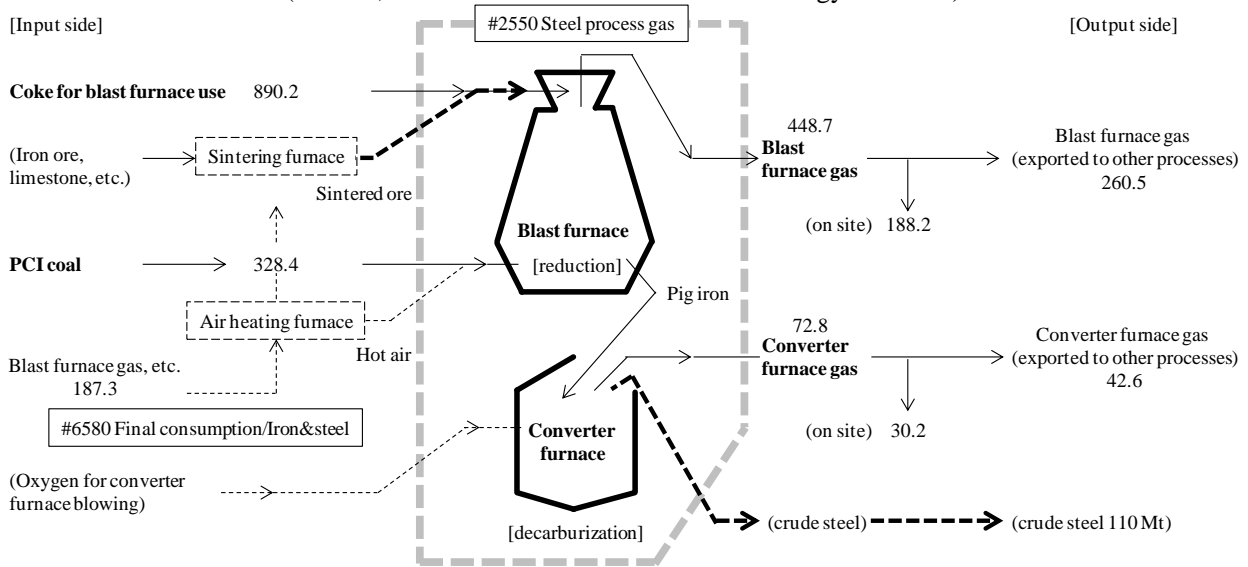 #2550 Steel process gas
[Input side]
[Output side]
Coke for blast furnace use 890.2
448.7
Blast
furnace gas
Blast furnace gas
(exported to other processes)
260.5
(Iron ore,
limestone, etc.)
Sintering furnace
Sintered ore
(on site) 188.2
Blast furnace
[reduction]
PCI coal
328.4
Pig iron
Air heating furnace
Hot air
72.8
Converter
furnace gas
Converter furnace gas
(exported to other processes)
42.6
Blast furnace gas, etc.
187.3
#6580 Final consumption/Iron&steel
(on site) 30.2
Converter
furnace
(Oxygen for converter
furnace blowing)
[decarburization]
(crude steel)
(crude steel 110 Mt)